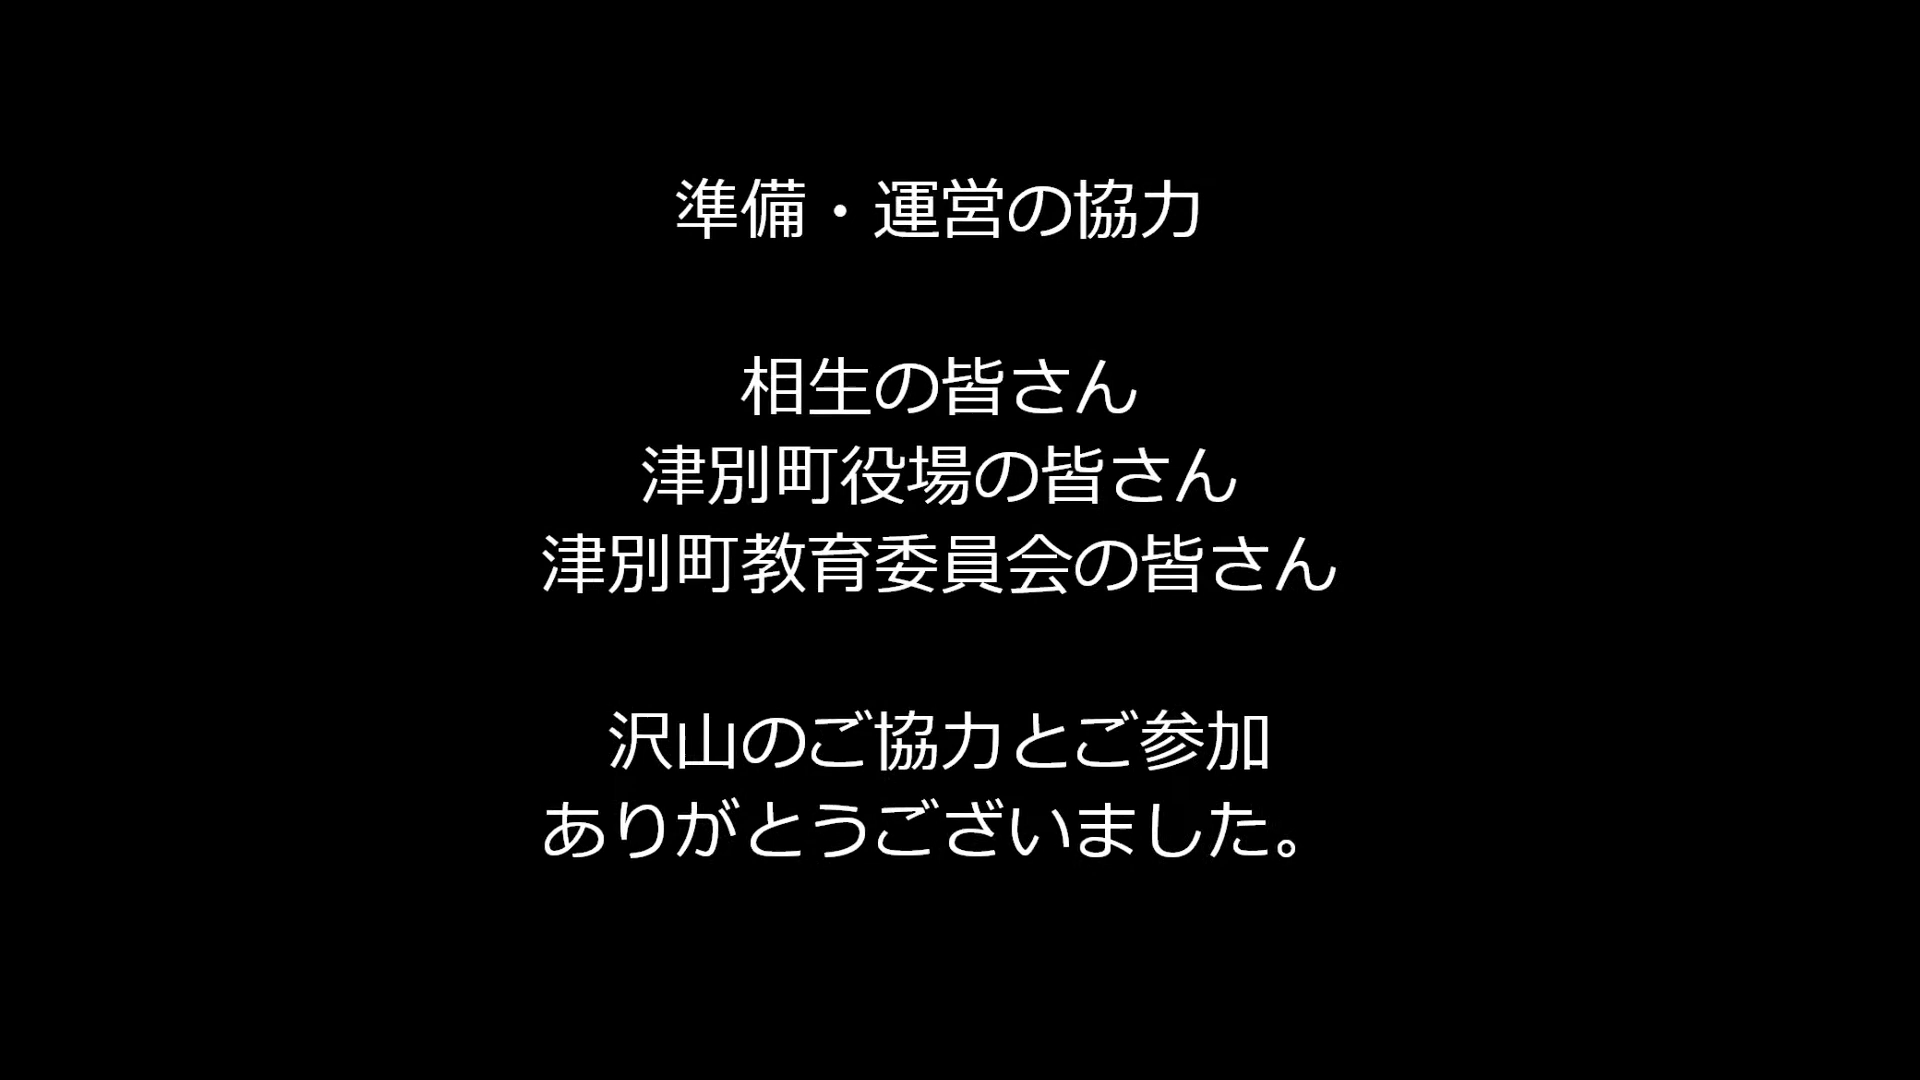 準備・運営の協力
相生の皆さん
津別町役場の皆さん
津別町教育委員会の皆さん
沢山のご協力とご参加
ありがとうございました。